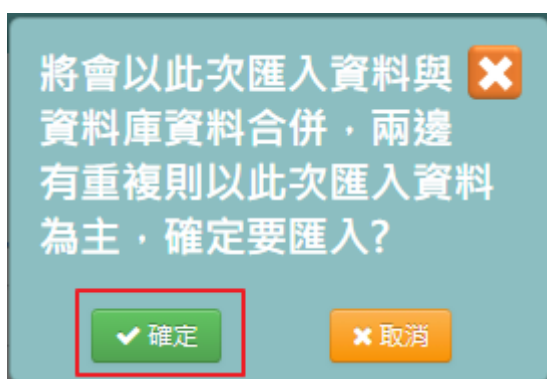 將會以此次匯入資料與
資料庫資料合併，兩邊
有重複則以此次匯入資料
為主，確定要匯入?
確定
取消